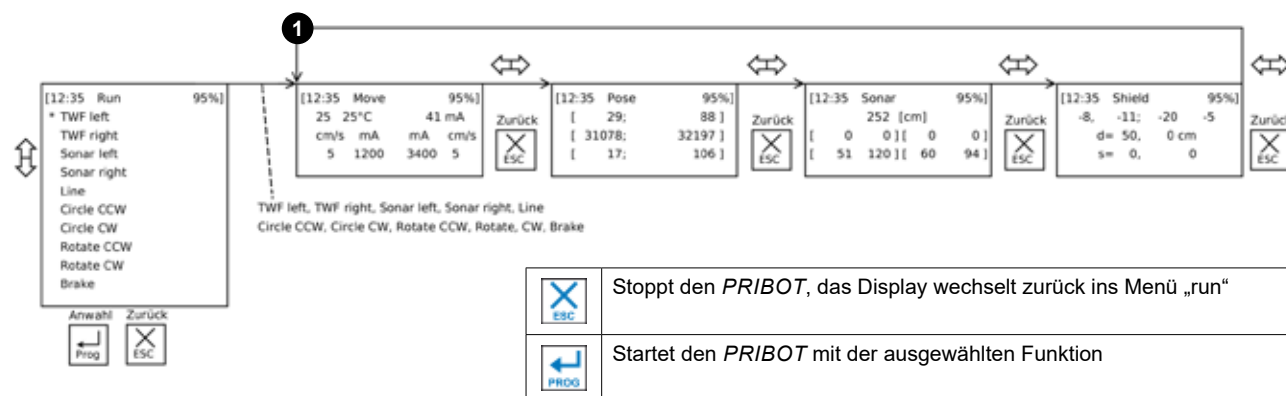 1
[12:35 Run 95%]
* TWF left
TWF right
Sonar left
Sonar right
Line
Circle CCW
Circle CW
Rotate CCW
Rotate CW
Brake
Anwahl Zurück
Prog ESC
[12:35 Move 95%]
25 25°C 41 mA
cm/s mA mA cm/s
5 1200 3400 5
Zurück
ESC
[12:35 Pose 95%]
[ 29; 88 ]
[ 31078; 32197 ]
[ 17; 106 ]
Zurück
ESC
[12:35 Sonar 95%]
252 [cm]
[ 0 0 ] [ 0 0 ]
[ 51 120 ] [ 60 94 ]
Zurück
ESC
[12:35 Shield 95%]
-8, -11; -20 -5
d= 50, 0 cm
s= 0, 0
Zurück
ESC
TWF left, TWF right, Sonar left, Sonar right, Line
Circle CCW, Circle CW, Rotate CCW, Rotate, CW, Brake
ESC
Stoppt den PRIBOT, das Display wechselt zurück ins Menü „run“
PROG
Startet den PRIBOT mit der ausgewählten Funktion